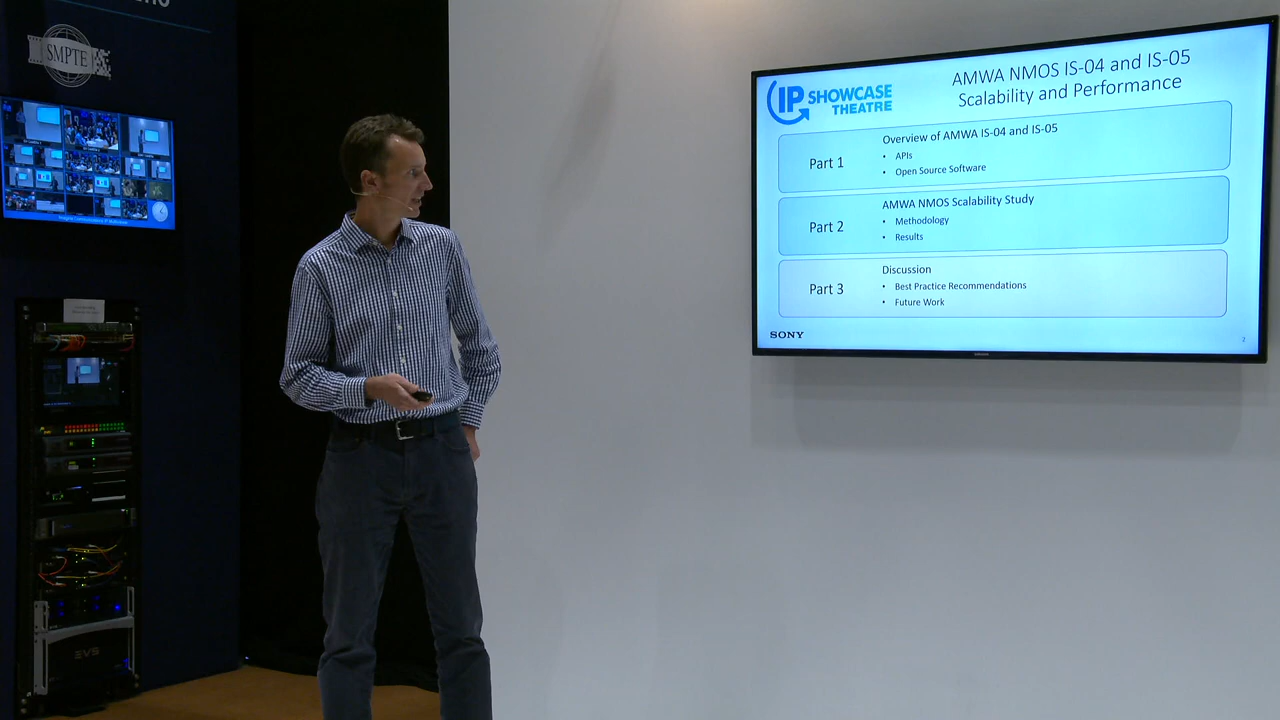 SMPTE
IP SHOWCASE
THEATRE
AMWA NMOS IS-04 and IS-05
Scalability and Performance
Part 1
Overview of AMWA IS-04 and IS-05
• APIs
• Open Source Software
Part 2
AMWA NMOS Scalability Study
• Methodology
• Results
Part 3
Discussion
• Best Practice Recommendations
• Future Work
SONY
EVS